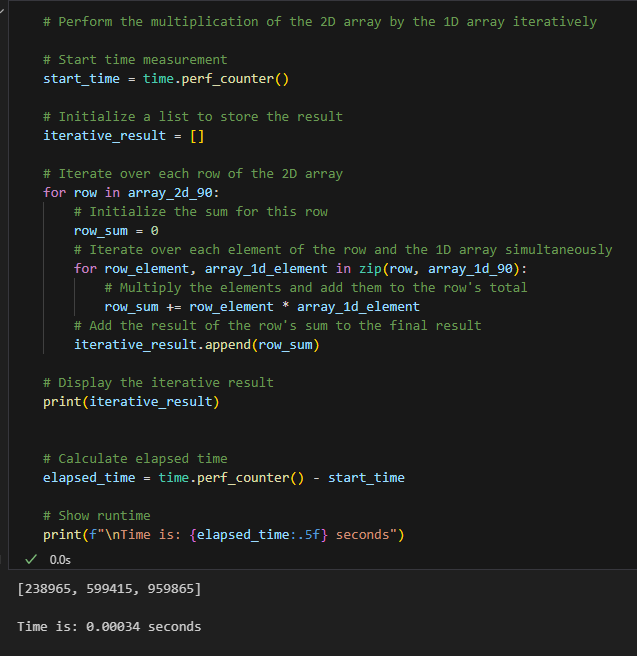 # Perform the multiplication of the 2D array by the 1D array iteratively
# Start time measurement
start_time = time.perf_counter()
# Initialize a list to store the result
iterative_result = []
# Iterate over each row of the 2D array
for row in array_2d_90:
# Initialize the sum for this row
row_sum = 0
# Iterate over each element of the row and the 1D array simultaneously
for row_element, array_1d_element in zip(row, array_1d_90):
# Multiply the elements and add them to the row's total
row_sum += row_element * array_1d_element
# Add the result of the row's sum to the final result
iterative_result.append(row_sum)
# Display the iterative result
print(iterative_result)
# Calculate elapsed time
elapsed_time = time.perf_counter() - start_time
# Show runtime
print(f"\nTime is: {elapsed_time:.5f} seconds")
0.0s
[238965, 599415, 959865]
Time is: 0.00034 seconds